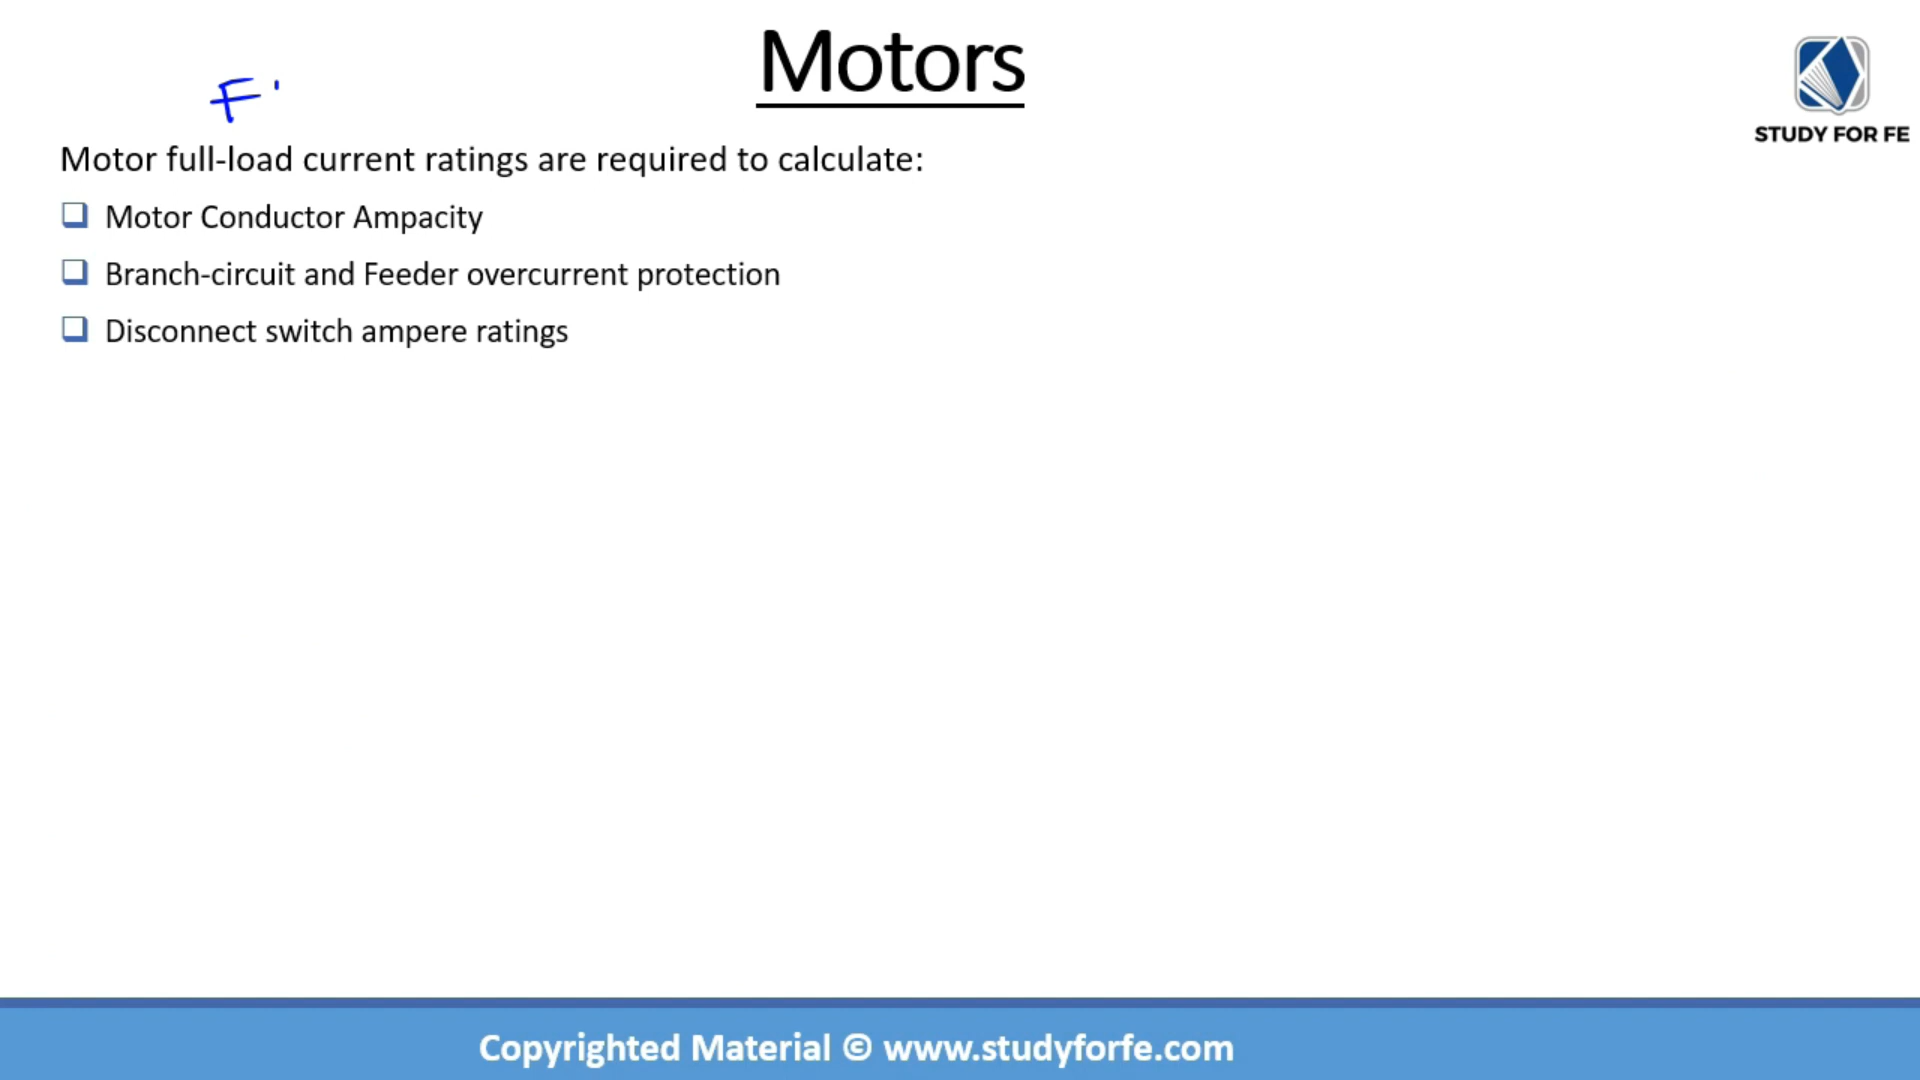 Motors
F'
STUDY FOR FE
Motor full-load current ratings are required to calculate:
Motor Conductor Ampacity
Branch-circuit and Feeder overcurrent protection
Disconnect switch ampere ratings
Copyrighted Material © www.studyforfe.com